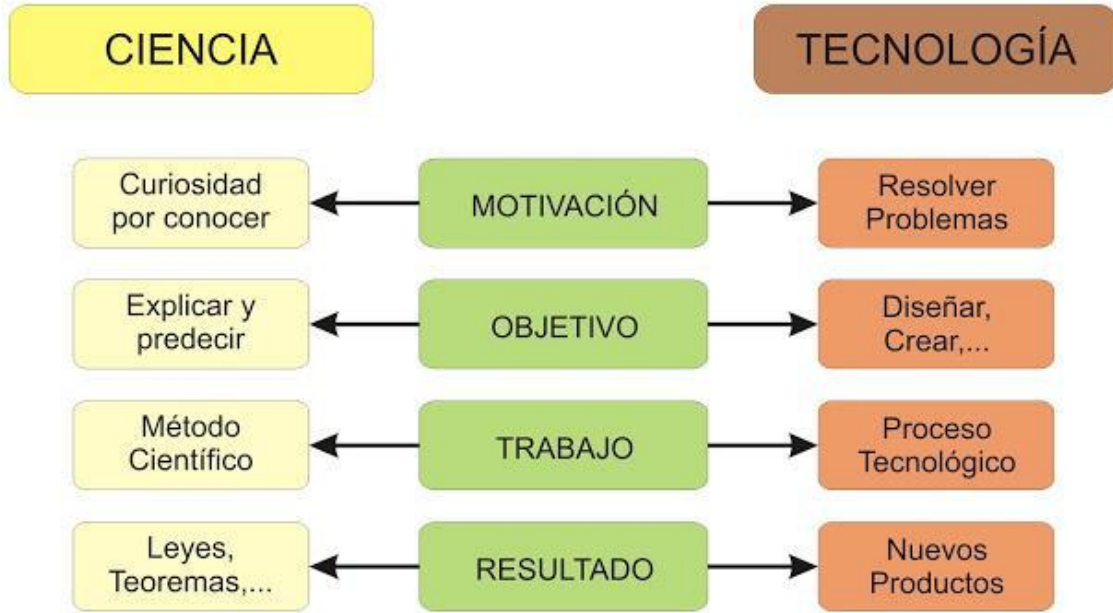 CIENCIA
TECNOLOGÍA
Curiosidad
por conocer
MOTIVACIÓN
Resolver
Problemas
Explicar y
predecir
OBJETIVO
Diseñar,
Crear,...
Método
Científico
TRABAJO
Proceso
Tecnológico
Leyes,
Teoremas,...
RESULTADO
Nuevos
Productos